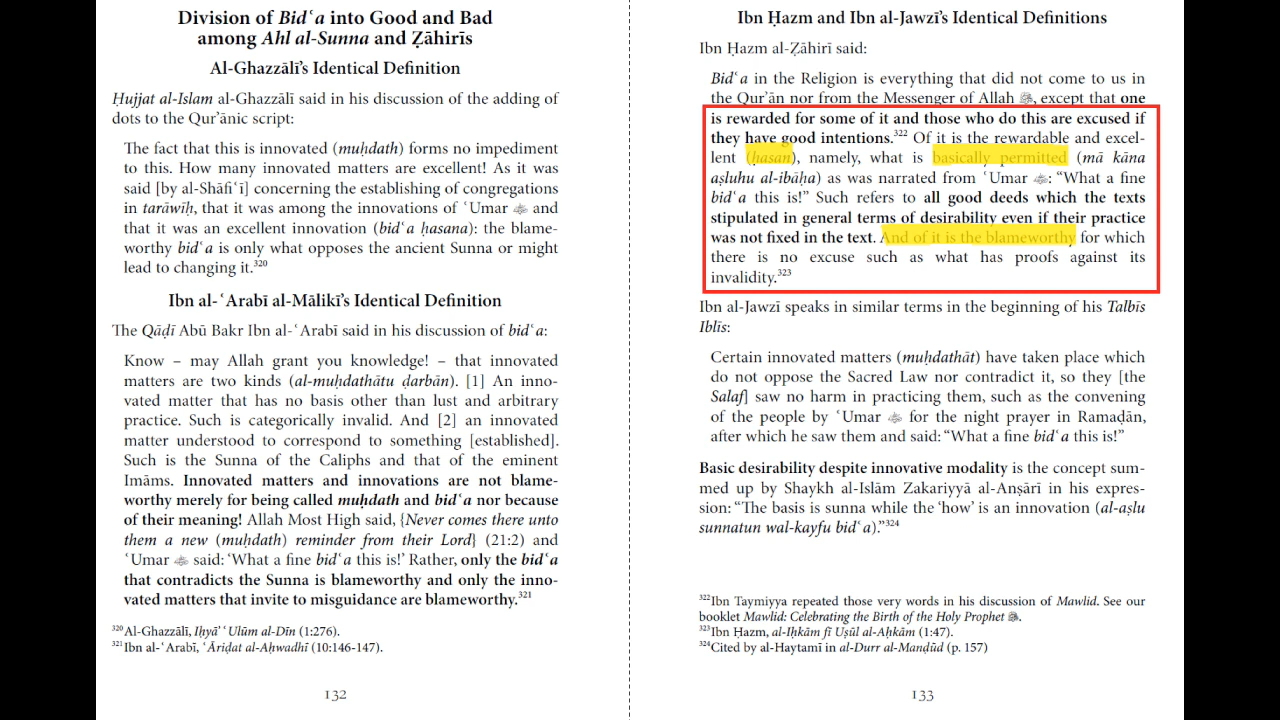 Division of Bidʿa into Good and Bad
among Ahl al-Sunna and Ẓāhirīs
Al-Ghazzālī’s Identical Definition
Ḥujjat al-Islam al-Ghazzālī said in his discussion of the adding of
dots to the Qur’ānic script:
The fact that this is innovated (muḥdath) forms no impediment
to this. How many innovated matters are excellent! As it was
said [by al-Shāfiʿī] concerning the establishing of congregations
in tarāwīḥ, that it was among the innovations of ʿUmar and
that it was an excellent innovation (bidʿa ḥasana): the blame-
worthy bidʿa is only what opposes the ancient Sunna or might
lead to changing it.320
Ibn al-ʿArabī al-Mālikī’s Identical Definition
The Qāḍī Abū Bakr Ibn al-ʿArabī said in his discussion of bidʿa:
Know – may Allah grant you knowledge! – that innovated
matters are two kinds (al-muḥdathātu ḍarbān). [1] An inno-
vated matter that has no basis other than lust and arbitrary
practice. Such is categorically invalid. And [2] an innovated
matter understood to correspond to something [established].
Such is the Sunna of the Caliphs and that of the eminent
Imāms. Innovated matters and innovations are not blame-
worthy merely for being called muḥdath and bidʿa nor because
of their meaning! Allah Most High said, {Never comes there unto
them a new (muḥdath) reminder from their Lord} (21:2) and
ʿUmar said: ‘What a fine bidʿa this is!’ Rather, only the bidʿa
that contradicts the Sunna is blameworthy and only the inno-
vated matters that invite to misguidance are blameworthy.321
320Al-Ghazzālī, Iḥyā’ ʿUlūm al-Dīn (1:276).
321Ibn al-ʿArabī, ʿĀriḍat al-Aḥwadhī (10:146-147).
132
Ibn Ḥazm and Ibn al-Jawzī’s Identical Definitions
Ibn Ḥazm al-Ẓāhirī said:
Bidʿa in the Religion is everything that did not come to us in
the Qur’ān nor from the Messenger of Allah ﷺ, except that one
is rewarded for some of it and those who do this are excused if
they have good intentions.322 Of it is the rewardable and excel-
lent (ḥasan), namely, what is basically permitted (mā kāna
aṣluhu al-ibāḥa) as was narrated from ʿUmar : “What a fine
bidʿa this is!” Such refers to all good deeds which the texts
stipulated in general terms of desirability even if their practice
was not fixed in the text. And of it is the blameworthy for which
there is no excuse such as what has proofs against its
invalidity.323
Ibn al-Jawzī speaks in similar terms in the beginning of his Talbīs
Iblīs:
Certain innovated matters (muḥdathāt) have taken place which
do not oppose the Sacred Law nor contradict it, so they [the
Salaf] saw no harm in practicing them, such as the convening
of the people by ʿUmar for the night prayer in Ramaḍān,
after which he saw them and said: “What a fine bidʿa this is!”
Basic desirability despite innovative modality is the concept sum-
med up by Shaykh al-Islām Zakariyyā al-Anṣārī in his expres-
sion: “The basis is sunna while the ‘how’ is an innovation (al-aṣlu
sunnatun wal-kayfu bidʿa).”324
322Ibn Taymiyya repeated those very words in his discussion of Mawlid. See our
booklet Mawlid: Celebrating the Birth of the Holy Prophet ﷺ.
323Ibn Ḥazm, al-Iḥkām fī Uṣūl al-Aḥkām (1:47).
324Cited by al-Haytamī in al-Durr al-Manḍūd (p. 157)
133